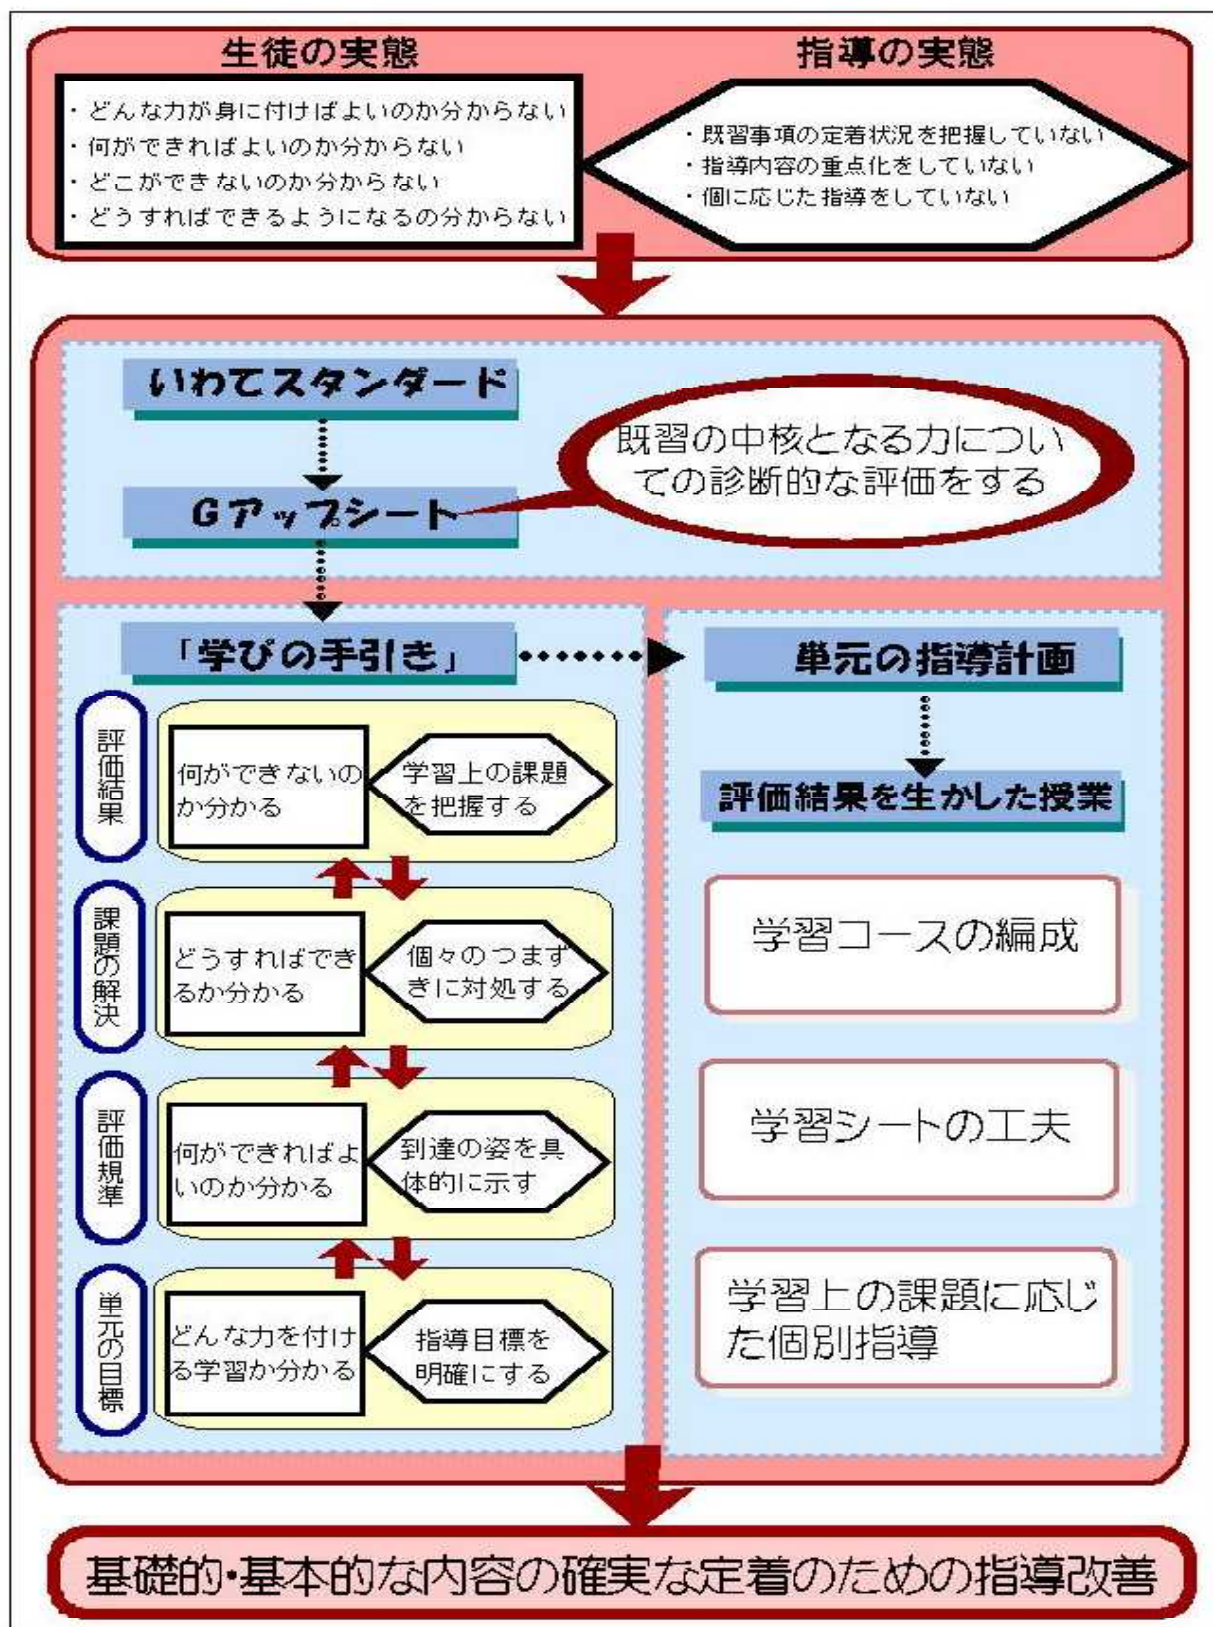 生徒の実態
・どんな力が身に付けばよいのか分からない
・何ができればよいのか分からない
・どこができないのか分からない
・どうすればできるようになるの分からない
指導の実態
・既習事項の定着状況を把握していない
・指導内容の重点化をしていない
・個に応じた指導をしていない
いわてスタンダード
Gアップシート
既習の中核となる力につい
ての診断的な評価をする
「学びの手引き」
評価結果
何ができないの
か分かる
学習上の課題
を把握する
課題の解決
どうすればでき
るか分かる
個々のつまず
きに対処する
評価規準
何ができればよ
いのか分かる
到達の姿を具
体的に示す
単元の目標
どんな力を付け
る学習か分かる
指導目標を
明確にする
単元の指導計画
評価結果を生かした授業
学習コースの編成
学習シートの工夫
学習上の課題に応じ
た個別指導
基礎的・基本的な内容の確実な定着のための指導改善